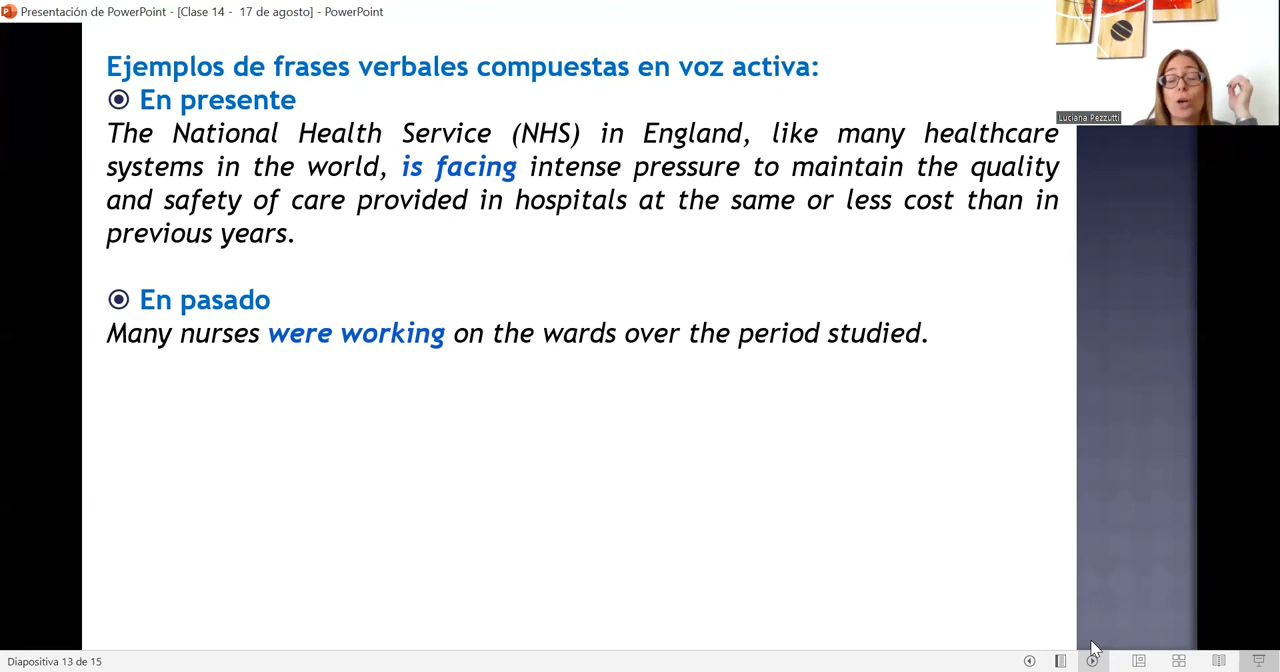 Presentación de PowerPoint - [Clase 14 - 17 de agosto] - PowerPoint
Ejemplos de frases verbales compuestas en voz activa:
En presente
The National Health Service (NHS) in England, like many healthcare
systems in the world, is facing intense pressure to maintain the quality
and safety of care provided in hospitals at the same or less cost than in
previous years.
En pasado
Many nurses were working on the wards over the period studied.
Luciana Pezzutti
Diapositiva 13 de 15